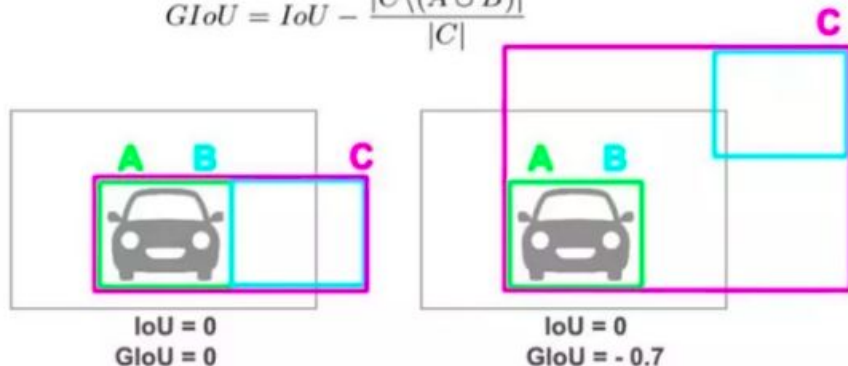 GIoU = IoU - |C\(A ∪ B)| / |C|
C
A B C
A B
IoU = 0
GIoU = 0
IoU = 0
GIoU = - 0.7